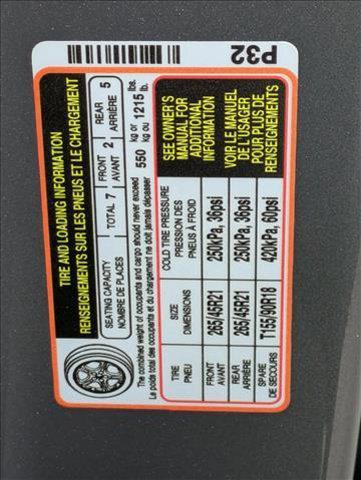 P32
TIRE AND LOADING INFORMATION
RENSEIGNEMENTS SUR LES PNEUS ET LE CHARGEMENT
SEATING CAPACITY
NOMBRE DE PLACES
TOTAL 7
FRONT
AVANT 2
REAR
ARRIÈRE 5
The combined weight of occupants and cargo should never exceed
Le poids total des occupants et du chargement ne doit jamais dépasser
550 kg or 1215 lbs.
kg ou lb.
TIRE
PNEU
SIZE
DIMENSIONS
COLD TIRE PRESSURE
PRESSION DES
PNEUS À FROID
FRONT
AVANT
265/45R21
250kPa, 36psi
REAR
ARRIÈRE
265/45R21
250kPa, 36psi
SPARE
DE SECOURS
T155/90R18
420kPa, 60psi
SEE OWNER'S
MANUAL FOR
ADDITIONAL
INFORMATION
VOIR LE MANUEL
DE L'USAGER
POUR PLUS DE
RENSEIGNEMENTS